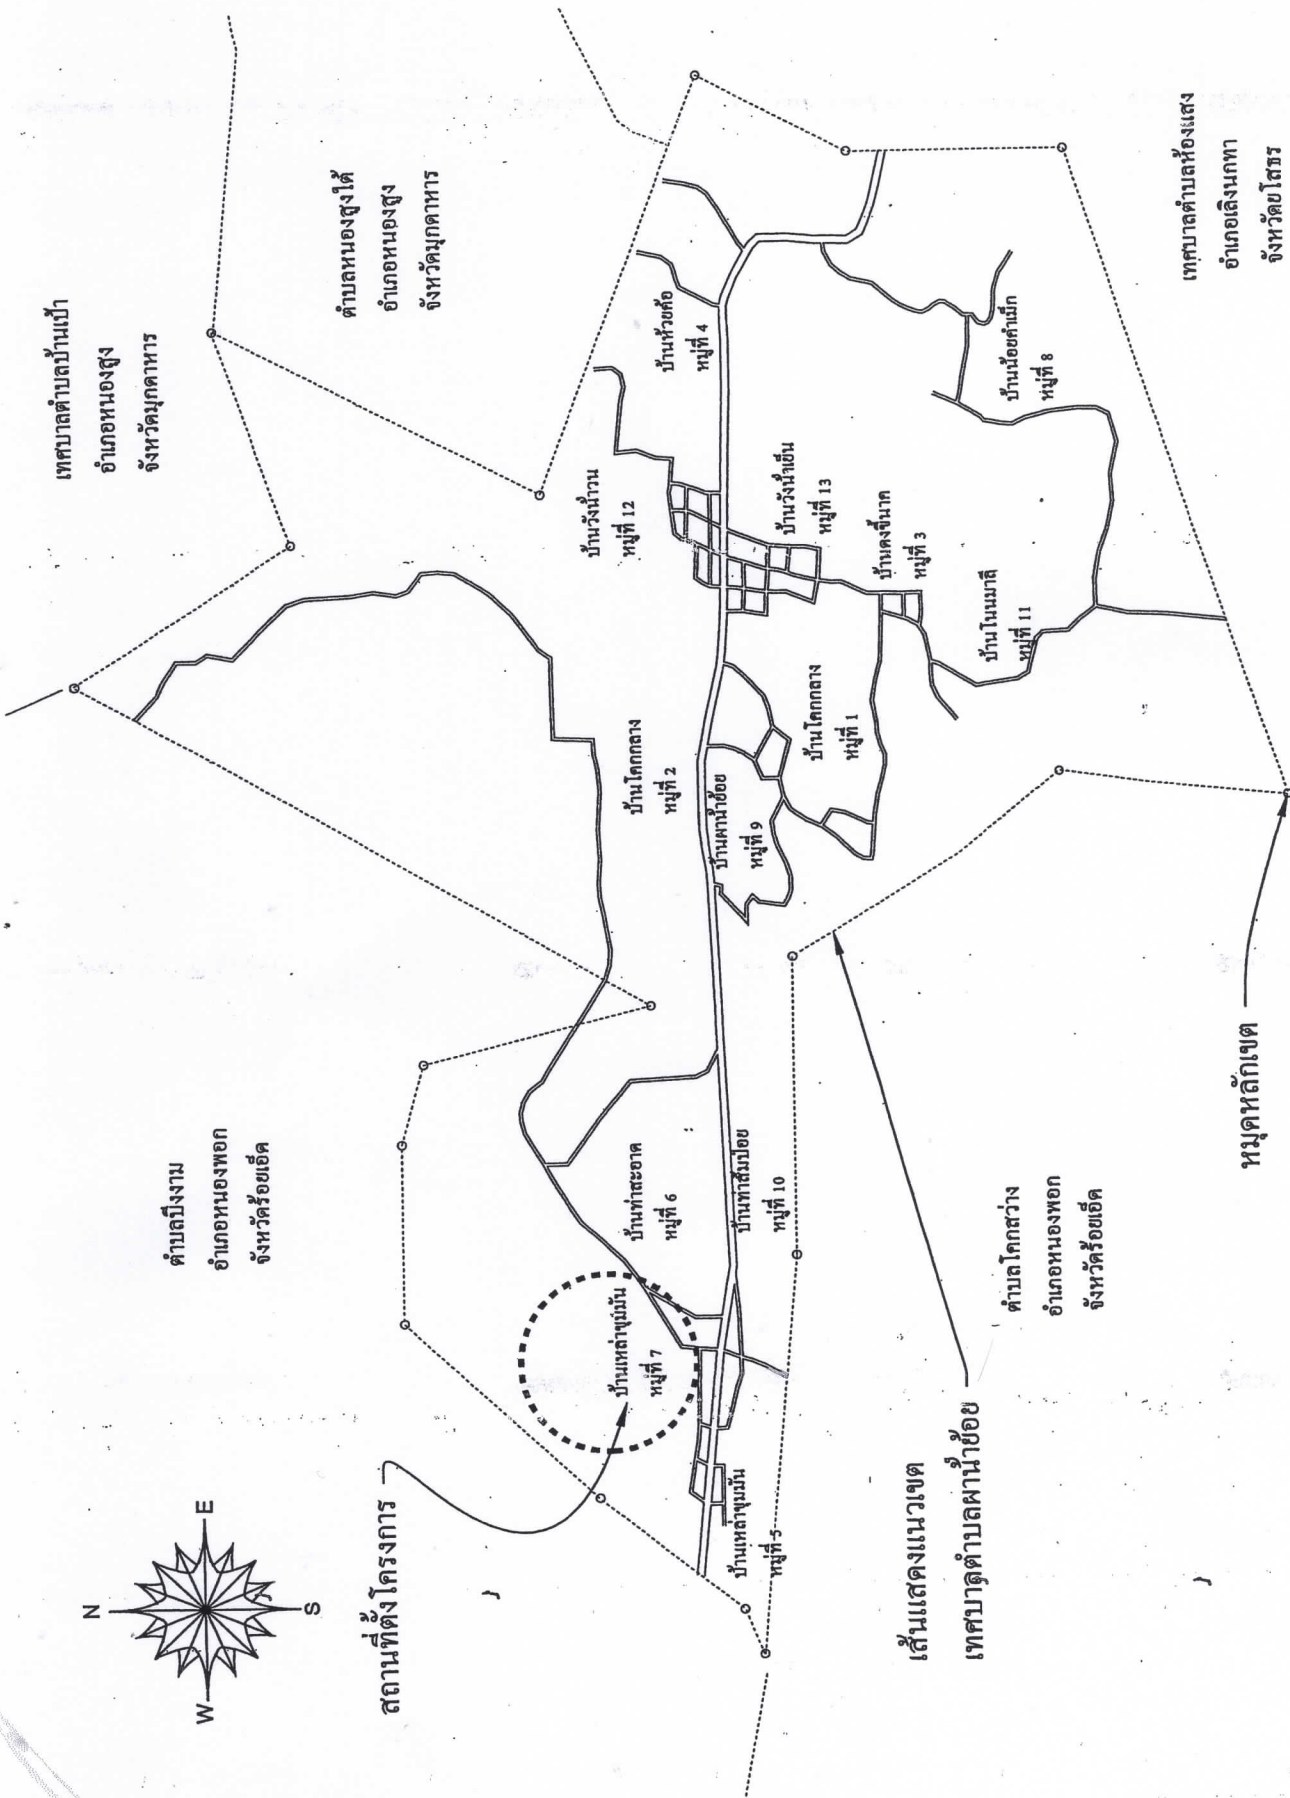 N
E
S
W
สถานที่ตั้งโครงการ
ตำบลบึงงาม
อำเภอหนองพอก
จังหวัดร้อยเอ็ด
เทศบาลตำบลบ้านเป้า
อำเภอหนองสูง
จังหวัดมุกดาหาร
ตำบลหนองสูงใต้
อำเภอหนองสูง
จังหวัดมุกดาหาร
บ้านเหล่าขุมมัน
หมู่ที่ 7
บ้านท่าสะอาด
หมู่ที่ 6
บ้านโคกกลาง
หมู่ที่ 2
บ้านวังน้ำวน
หมู่ที่ 12
บ้านห้วยค้อ
หมู่ที่ 4
บ้านเหล่าขุมมัน
หมู่ที่ 5
บ้านท่าส้มป่อย
หมู่ที่ 10
บ้านผาน้ำย้อย
หมู่ที่ 9
บ้านโคกกลาง
หมู่ที่ 1
บ้านวังน้ำเย็น
หมู่ที่ 13
บ้านดงขี้นาค
หมู่ที่ 3
บ้านโนนมาลี
หมู่ที่ 11
บ้านน้อยคำเม็ก
หมู่ที่ 8
เส้นแสดงแนวเขต
เทศบาลตำบลผาน้ำย้อย
ตำบลโคกสว่าง
อำเภอหนองพอก
จังหวัดร้อยเอ็ด
หมุดหลักเขต
เทศบาลตำบลห้องแสง
อำเภอเลิงนกทา
จังหวัดยโสธร